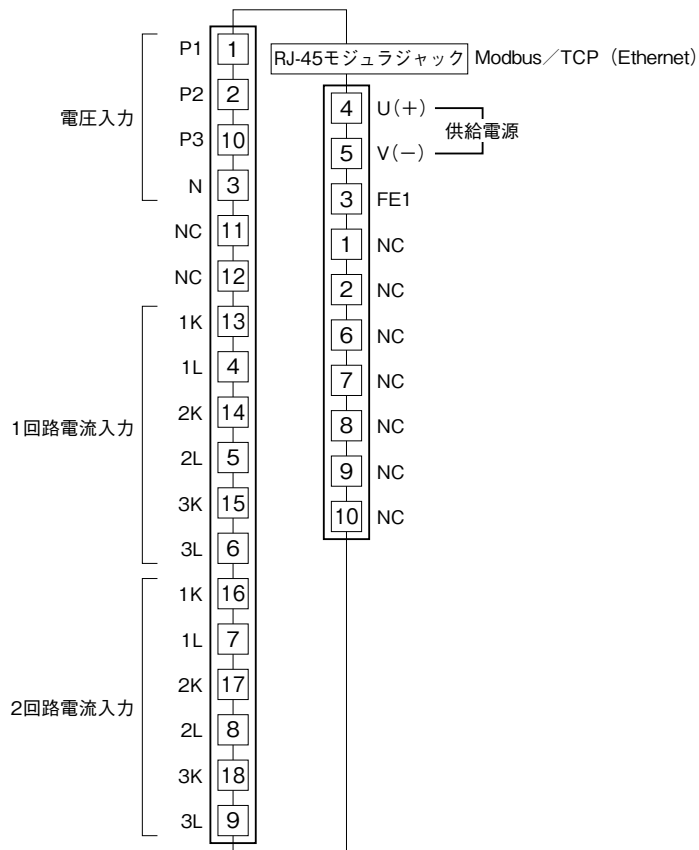 P1 1
RJ-45モジュラジャック Modbus／TCP（Ethernet）
P2 2
4 U(＋)
電圧入力
供給電源
P3 10
5 V(－)
N 3
3 FE1
NC 11
1 NC
NC 12
2 NC
1K 13
6 NC
1L 4
7 NC
2K 14
1回路電流入力
8 NC
2L 5
9 NC
3K 15
10 NC
3L 6
1K 16
1L 7
2K 17
2回路電流入力
2L 8
3K 18
3L 9